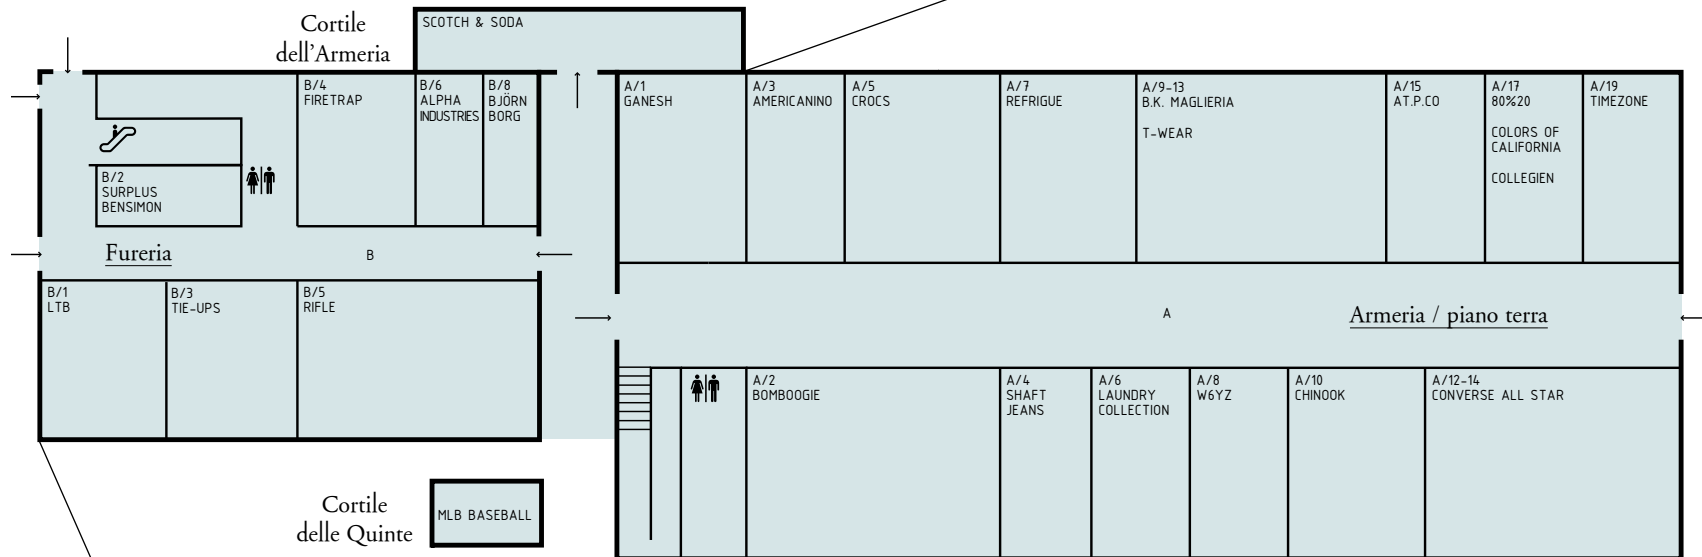 Cortile
dell'Armeria
SCOTCH & SODA
B/4
FIRETRAP
B/6
ALPHA
INDUSTRIES
B/8
BJÖRN
BORG
A/1
GANESH
A/3
AMERICANINO
A/5
CROCS
A/7
REFRIGUE
A/9-13
B.K. MAGLIERIA
T-WEAR
A/15
AT.P.CO
A/17
80%20
COLORS OF
CALIFORNIA
COLLEGIEN
A/19
TIMEZONE
B/2
SURPLUS
BENSIMON
Fureria
B
B/1
LTB
B/3
TIE-UPS
B/5
RIFLE
A
Armeria / piano terra
A/2
BOMBOOGIE
A/4
SHAFT
JEANS
A/6
LAUNDRY
COLLECTION
A/8
W6YZ
A/10
CHINOOK
A/12-14
CONVERSE ALL STAR
Cortile
delle Quinte
MLB BASEBALL